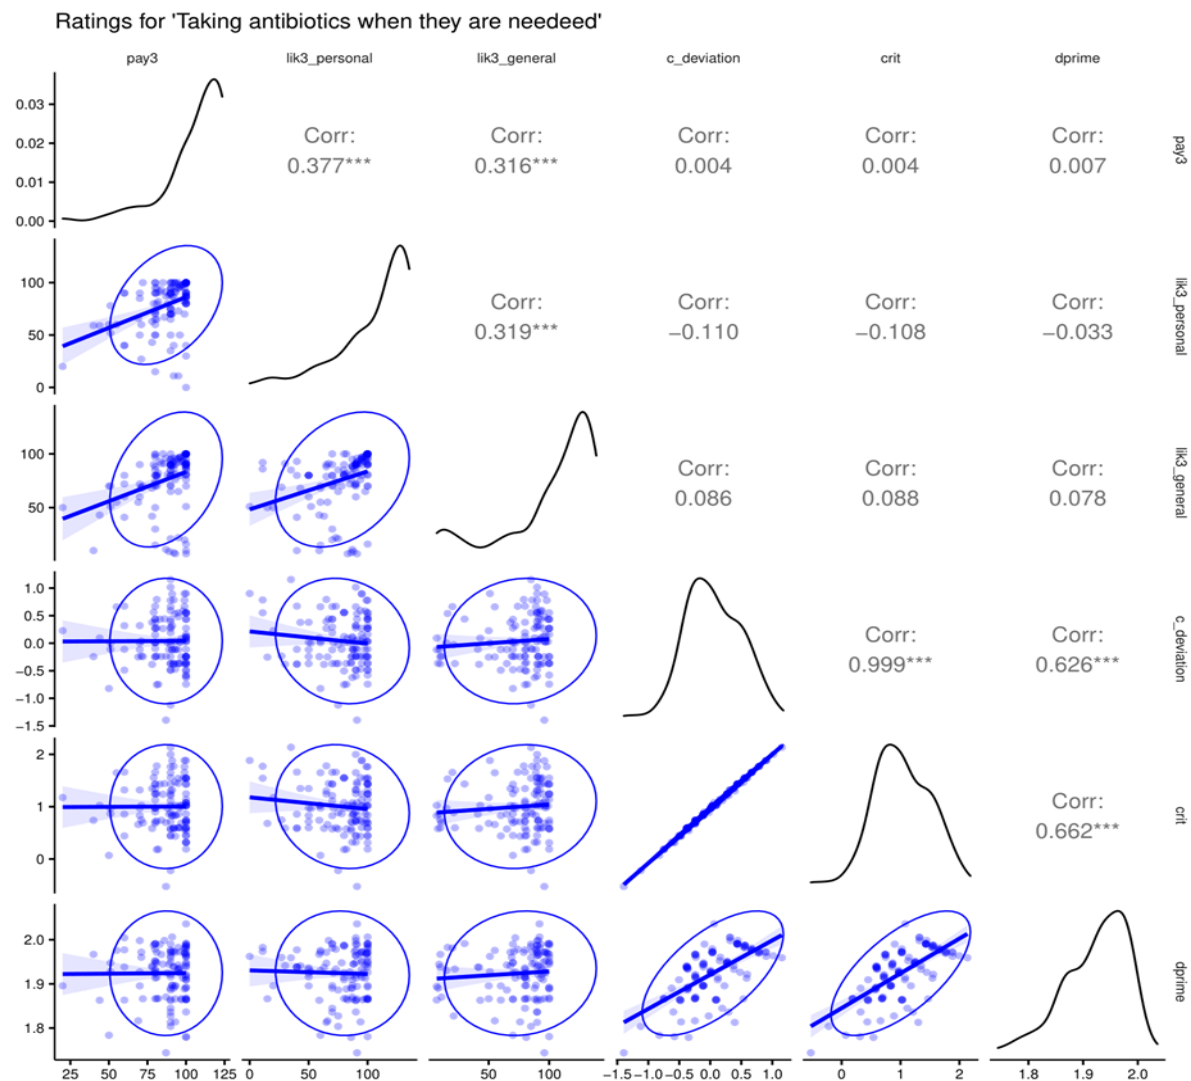 Ratings for 'Taking antibiotics when they are needeed'
pay3 lik3_personal lik3_general c_deviation crit dprime
0.03
0.02
0.01
0.00
Corr: Corr: Corr: Corr: Corr:
0.377*** 0.316*** 0.004 0.004 0.007
pay3
100
50
0
Corr: Corr: Corr: Corr:
0.319*** −0.110 −0.108 −0.033
lik3_personal
100
50
Corr: Corr: Corr:
0.086 0.088 0.078
lik3_general
1.0
0.5
0.0
−0.5
−1.0
−1.5
Corr: Corr:
0.999*** 0.626***
c_deviation
2
1
0
Corr:
0.662***
crit
2.0
1.9
1.8
dprime
25 50 75 100 125 0 50 100 50 100 −1.5 −1.0 −0.5 0.0 0.5 1.0 0 1 2 1.8 1.9 2.0